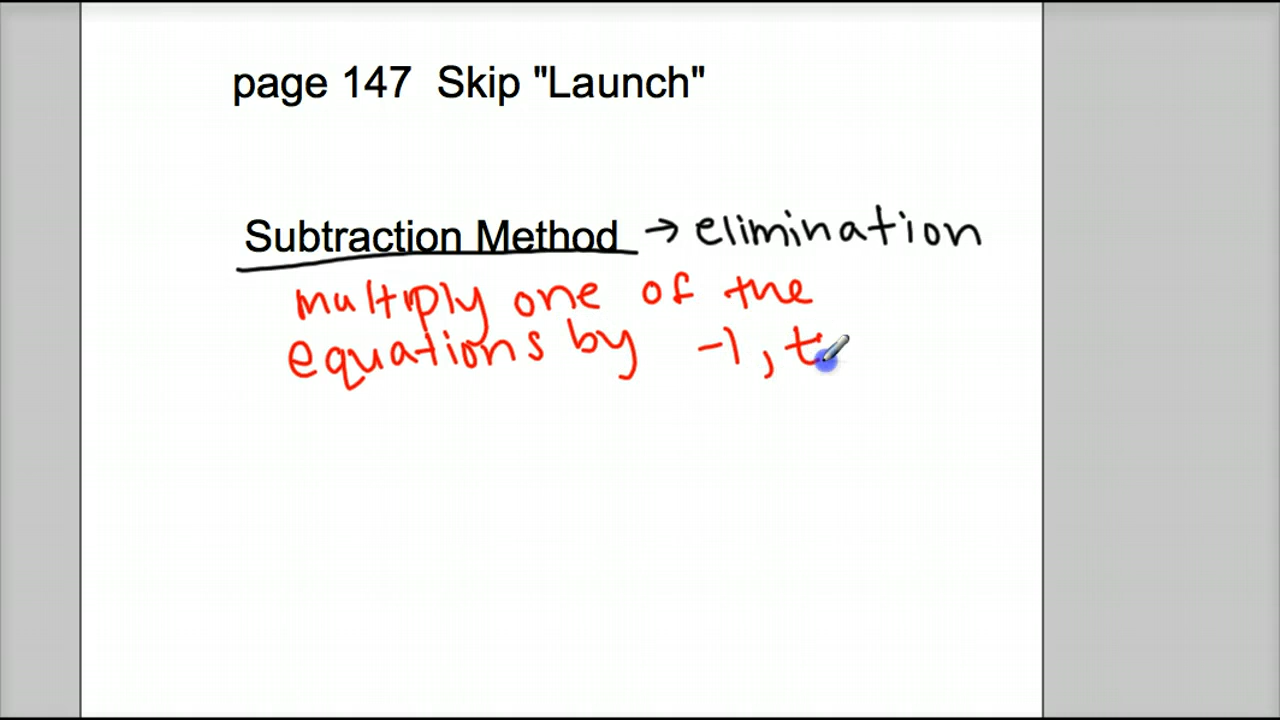 page 147 Skip "Launch"
Subtraction Method → elimination
multiply one of the
equations by -1, t